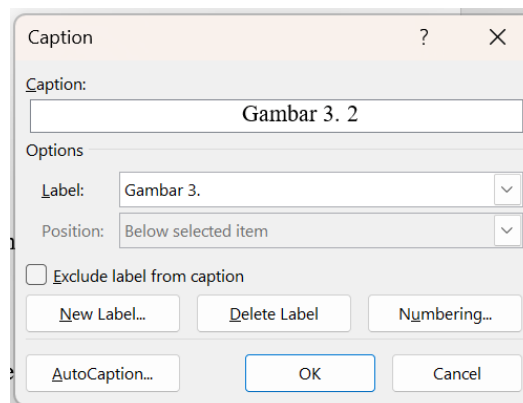 Caption ?
Caption:
Gambar 3. 2
Options
Label: Gambar 3.
Position: Below selected item
Exclude label from caption
New Label... Delete Label Numbering...
AutoCaption... OK Cancel